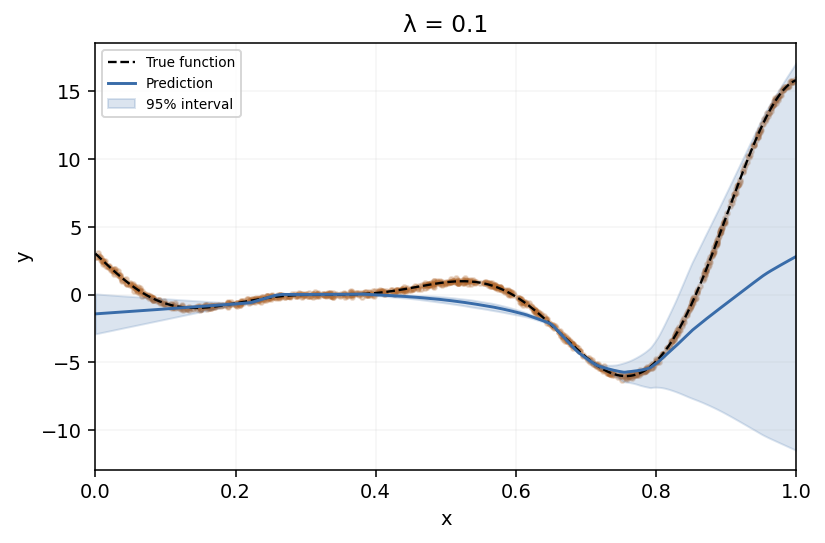 λ = 0.1
True function
Prediction
95% interval
y
15
10
5
0
−5
−10
0.0
0.2
0.4
0.6
0.8
1.0
x